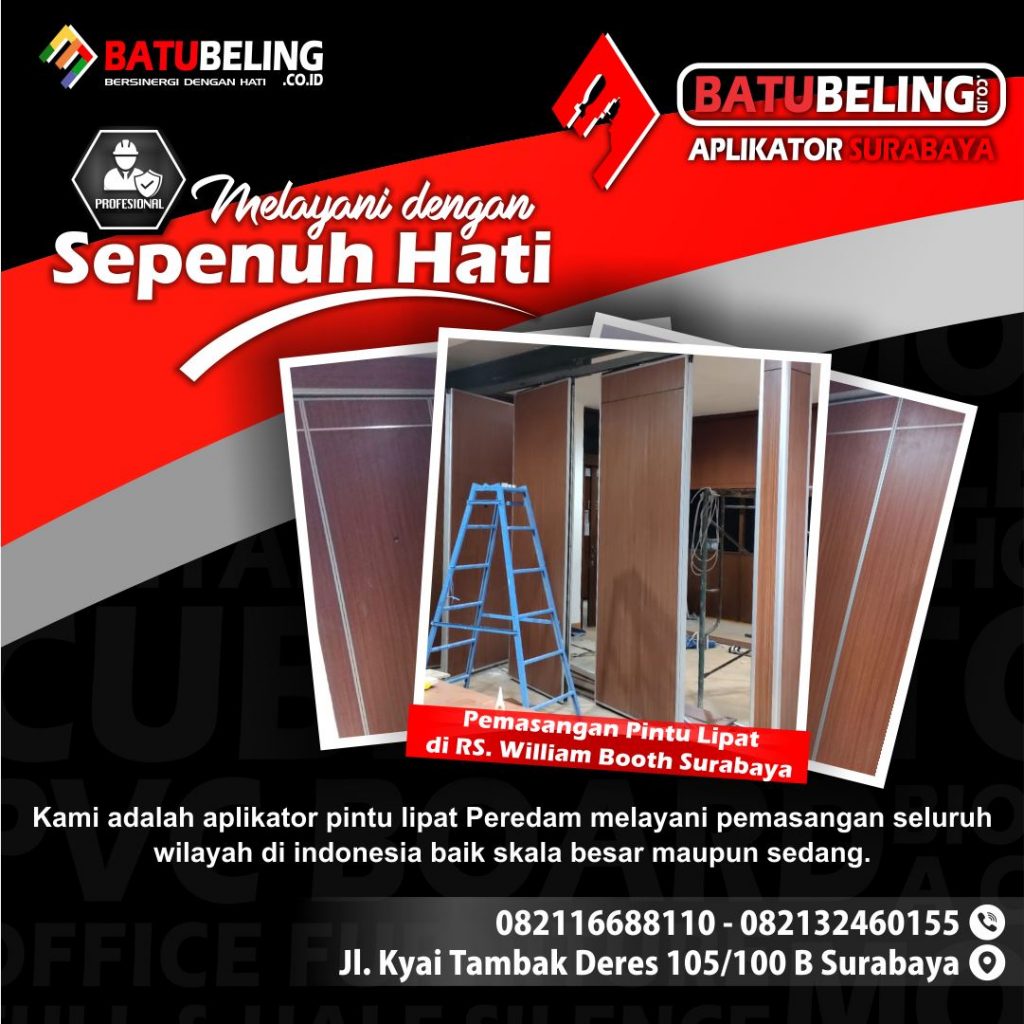 BATUBELING
BERSINERGI DENGAN HATI .CO.ID
BATUBELING.CO.ID
APLIKATOR SURABAYA
PROFESIONAL
Melayani dengan
Sepenuh Hati
Pemasangan Pintu Lipat
di RS. William Booth Surabaya
Kami adalah aplikator pintu lipat Peredam melayani pemasangan seluruh
wilayah di indonesia baik skala besar maupun sedang.
082116688110 - 082132460155
Jl. Kyai Tambak Deres 105/100 B Surabaya
PVC BOARD